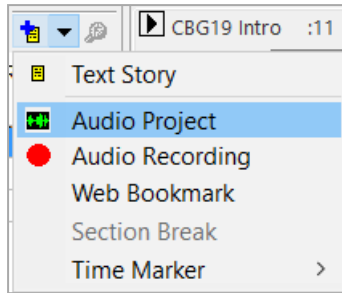 CBG19 Intro :11
Text Story
Audio Project
Audio Recording
Web Bookmark
Section Break
Time Marker